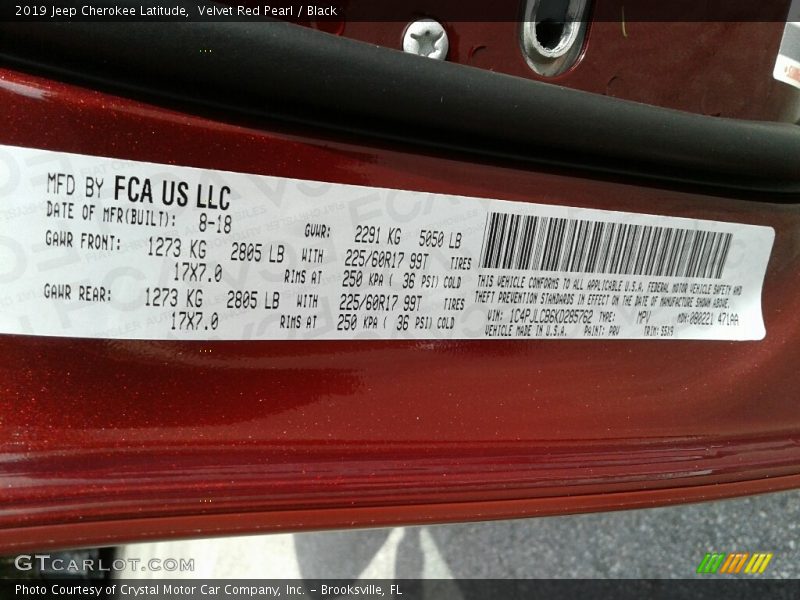 2019 Jeep Cherokee Latitude,  Velvet Red Pearl / Black
MFD BY FCA US LLC
DATE OF MFR(BUILT): 8-18
GVWR: 2291 KG 5050 LB
GAWR FRONT: 1273 KG 2805 LB WITH 225/60R17 99T TIRES
17X7.0 RIMS AT 250 KPA ( 36 PSI) COLD
GAWR REAR: 1273 KG 2805 LB WITH 225/60R17 99T TIRES
17X7.0 RIMS AT 250 KPA ( 36 PSI) COLD
THIS VEHICLE CONFORMS TO ALL APPLICABLE U.S.A. FEDERAL MOTOR VEHICLE SAFETY AND
THEFT PREVENTION STANDARDS IN EFFECT ON THE DATE OF MANUFACTURE SHOWN ABOVE.
VIN: 1C4PJLCB6KD285762 TYPE: MPV MDH:080221 471AA
VEHICLE MADE IN U.S.A. PAINT: PRV TRIM:
GTCARLOT.COM
Photo Courtesy of Crystal Motor Car Company, Inc. – Brooksville, FL